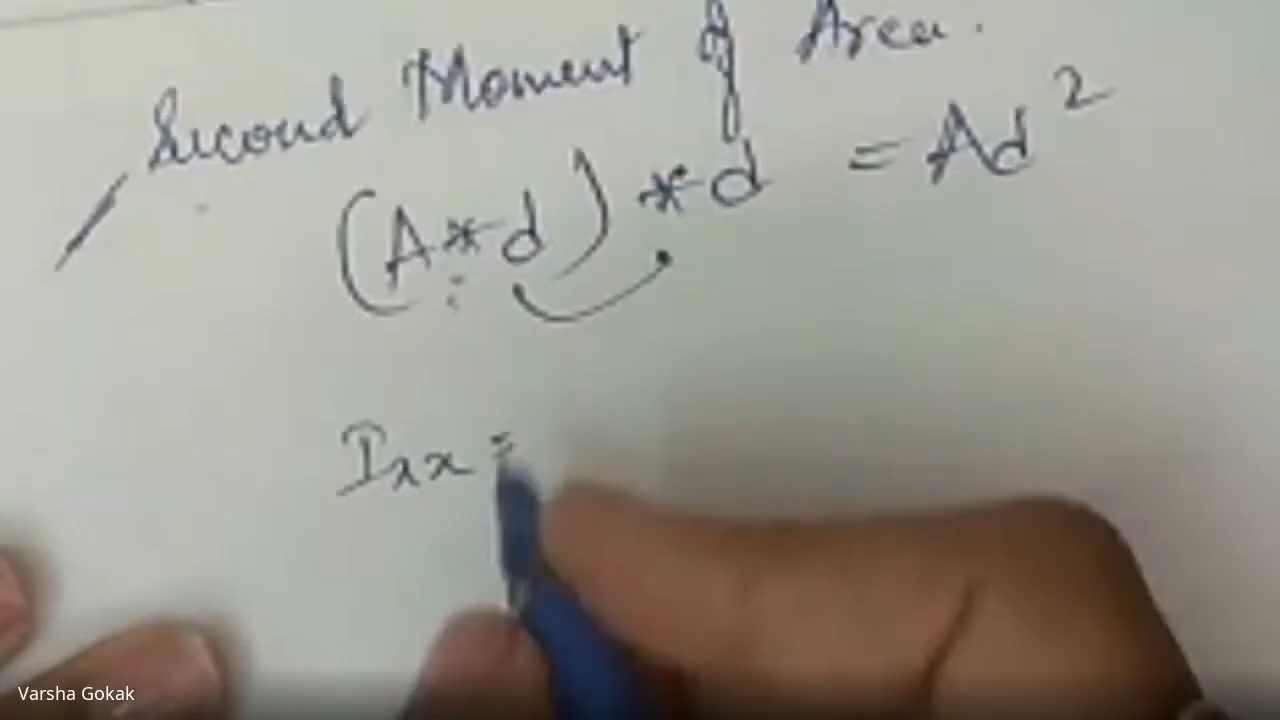 Second Moment of Area.
(A*d)*d = Ad²
Ixx =
Varsha Gokak